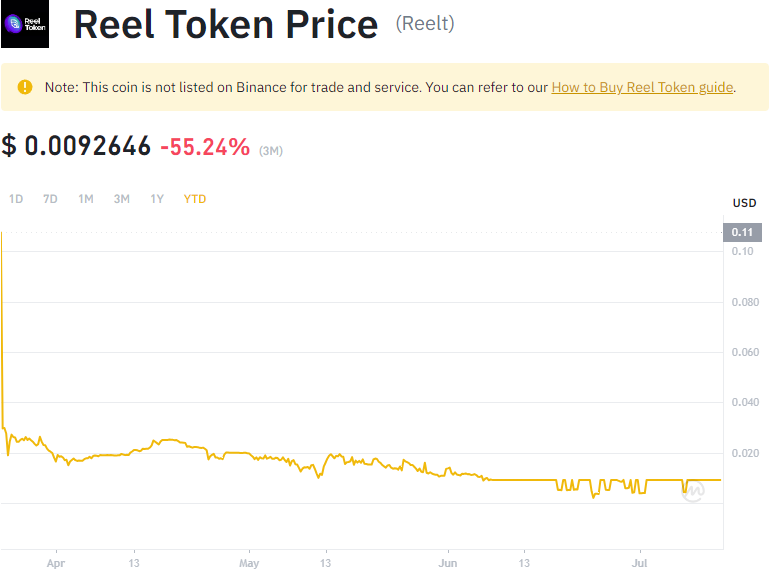 Reel
Token
Reel Token Price (Reelt)
Note: This coin is not listed on Binance for trade and service. You can refer to our How to Buy Reel Token guide.
$ 0.0092646 -55.24% (3M)
1D 7D 1M 3M 1Y YTD
USD
0.11
0.10
0.080
0.060
0.040
0.020
Apr 13 May 13 Jun 13 Jul